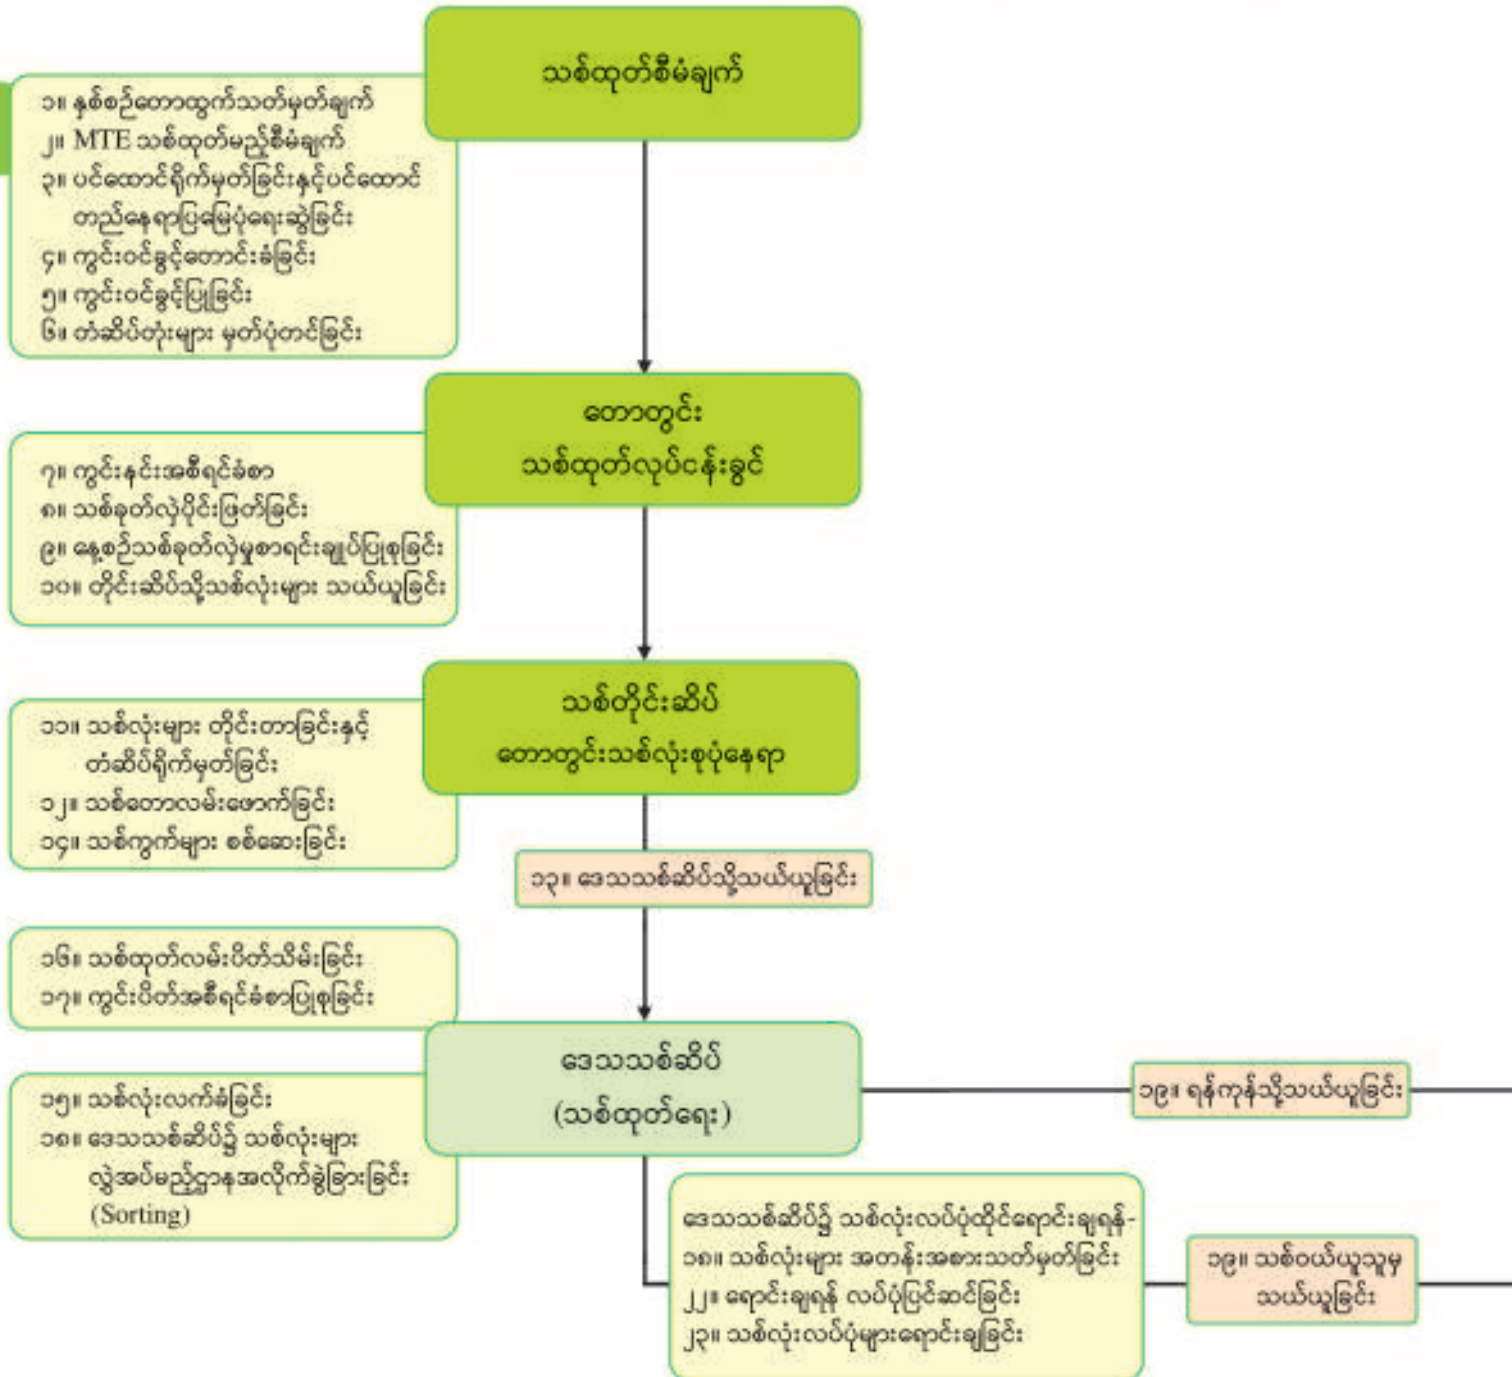 သစ်ထုတ်စီမံချက်
၁။ နှစ်စဉ်တောထွက်သတ်မှတ်ချက်
၂။ MTE သစ်ထုတ်မည့်စီမံချက်
၃။ ပင်ထောင်ရိုက်မှတ်ခြင်းနှင့်ပင်ထောင်
တည်နေရာပြမြေပုံရေးဆွဲခြင်း
၄။ ကွင်းဝင်ခွင့်တောင်းခံခြင်း
၅။ ကွင်းဝင်ခွင့်ပြုခြင်း
၆။ တံဆိပ်တုံးများ မှတ်ပုံတင်ခြင်း
တောတွင်း
သစ်ထုတ်လုပ်ငန်းခွင်
၇။ ကွင်းနင်းအစီရင်ခံစာ
၈။ သစ်ခုတ်လှဲပိုင်းဖြတ်ခြင်း
၉။ နေ့စဉ်သစ်ခုတ်လှဲမှုစာရင်းချုပ်ပြုစုခြင်း
၁၀။ တိုင်းဆိပ်သို့သစ်လုံးများ သယ်ယူခြင်း
သစ်တိုင်းဆိပ်
တောတွင်းသစ်လုံးစုပုံနေရာ
၁၁။ သစ်လုံးများ တိုင်းတာခြင်းနှင့်
တံဆိပ်ရိုက်မှတ်ခြင်း
၁၂။ သစ်တောလမ်းဖောက်ခြင်း
၁၄။ သစ်ကွက်များ စစ်ဆေးခြင်း
၁၃။ ဒေသသစ်ဆိပ်သို့သယ်ယူခြင်း
၁၆။ သစ်ထုတ်လမ်းပိတ်သိမ်းခြင်း
၁၇။ ကွင်းပိတ်အစီရင်ခံစာပြုစုခြင်း
ဒေသသစ်ဆိပ်
(သစ်ထုတ်ရေး)
၁၅။ သစ်လုံးလက်ခံခြင်း
၁၈။ ဒေသသစ်ဆိပ်၌ သစ်လုံးများ
လွှဲအပ်မည့်ဌာနအလိုက်ခွဲခြားခြင်း
(Sorting)
၁၉။ ရန်ကုန်သို့သယ်ယူခြင်း
ဒေသသစ်ဆိပ်၌ သစ်လုံးလပ်ပုံထိုင်ရောင်းချရန်-
၁၈။ သစ်လုံးများ အတန်းအစားသတ်မှတ်ခြင်း
၂၂။ ရောင်းချရန် လပ်ပုံပြင်ဆင်ခြင်း
၂၃။ သစ်လုံးလပ်ပုံများရောင်းချခြင်း
၁၉။ သစ်ဝယ်ယူသူမှ
သယ်ယူခြင်း